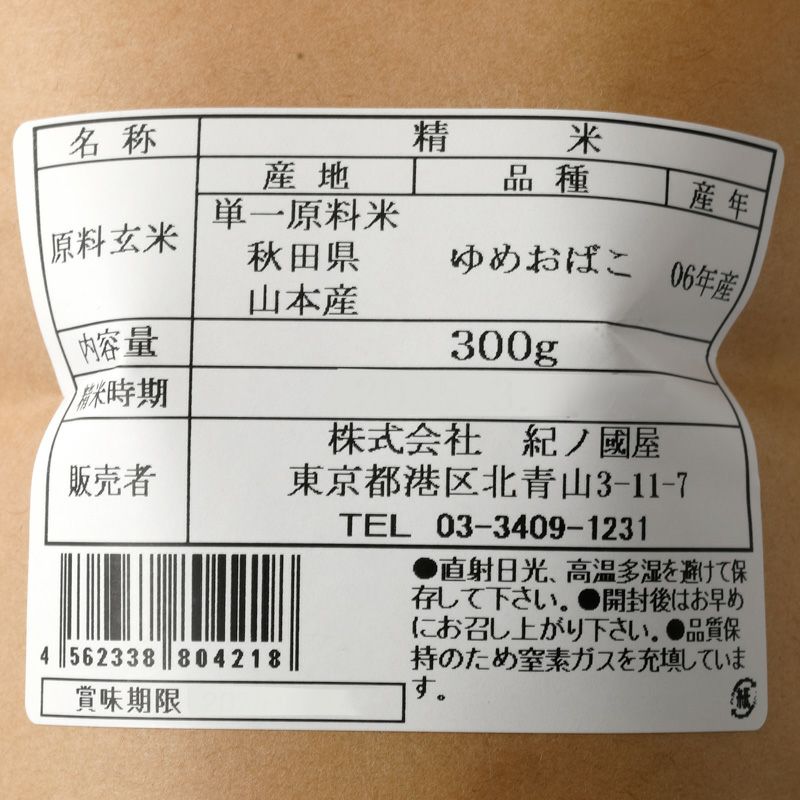 名称 精米
産地 品種 産年
原料玄米
単一原料米
秋田県 ゆめおばこ 06年産
山本産
内容量 300g
精米時期
販売者
株式会社 紀ノ國屋
東京都港区北青山3-11-7
TEL 03-3409-1231
●直射日光、高温多湿を避けて保
存して下さい。●開封後はお早め
にお召し上がり下さい。●品質保
持のため窒素ガスを充填していま
す。
4 562338 804218
賞味期限
紙